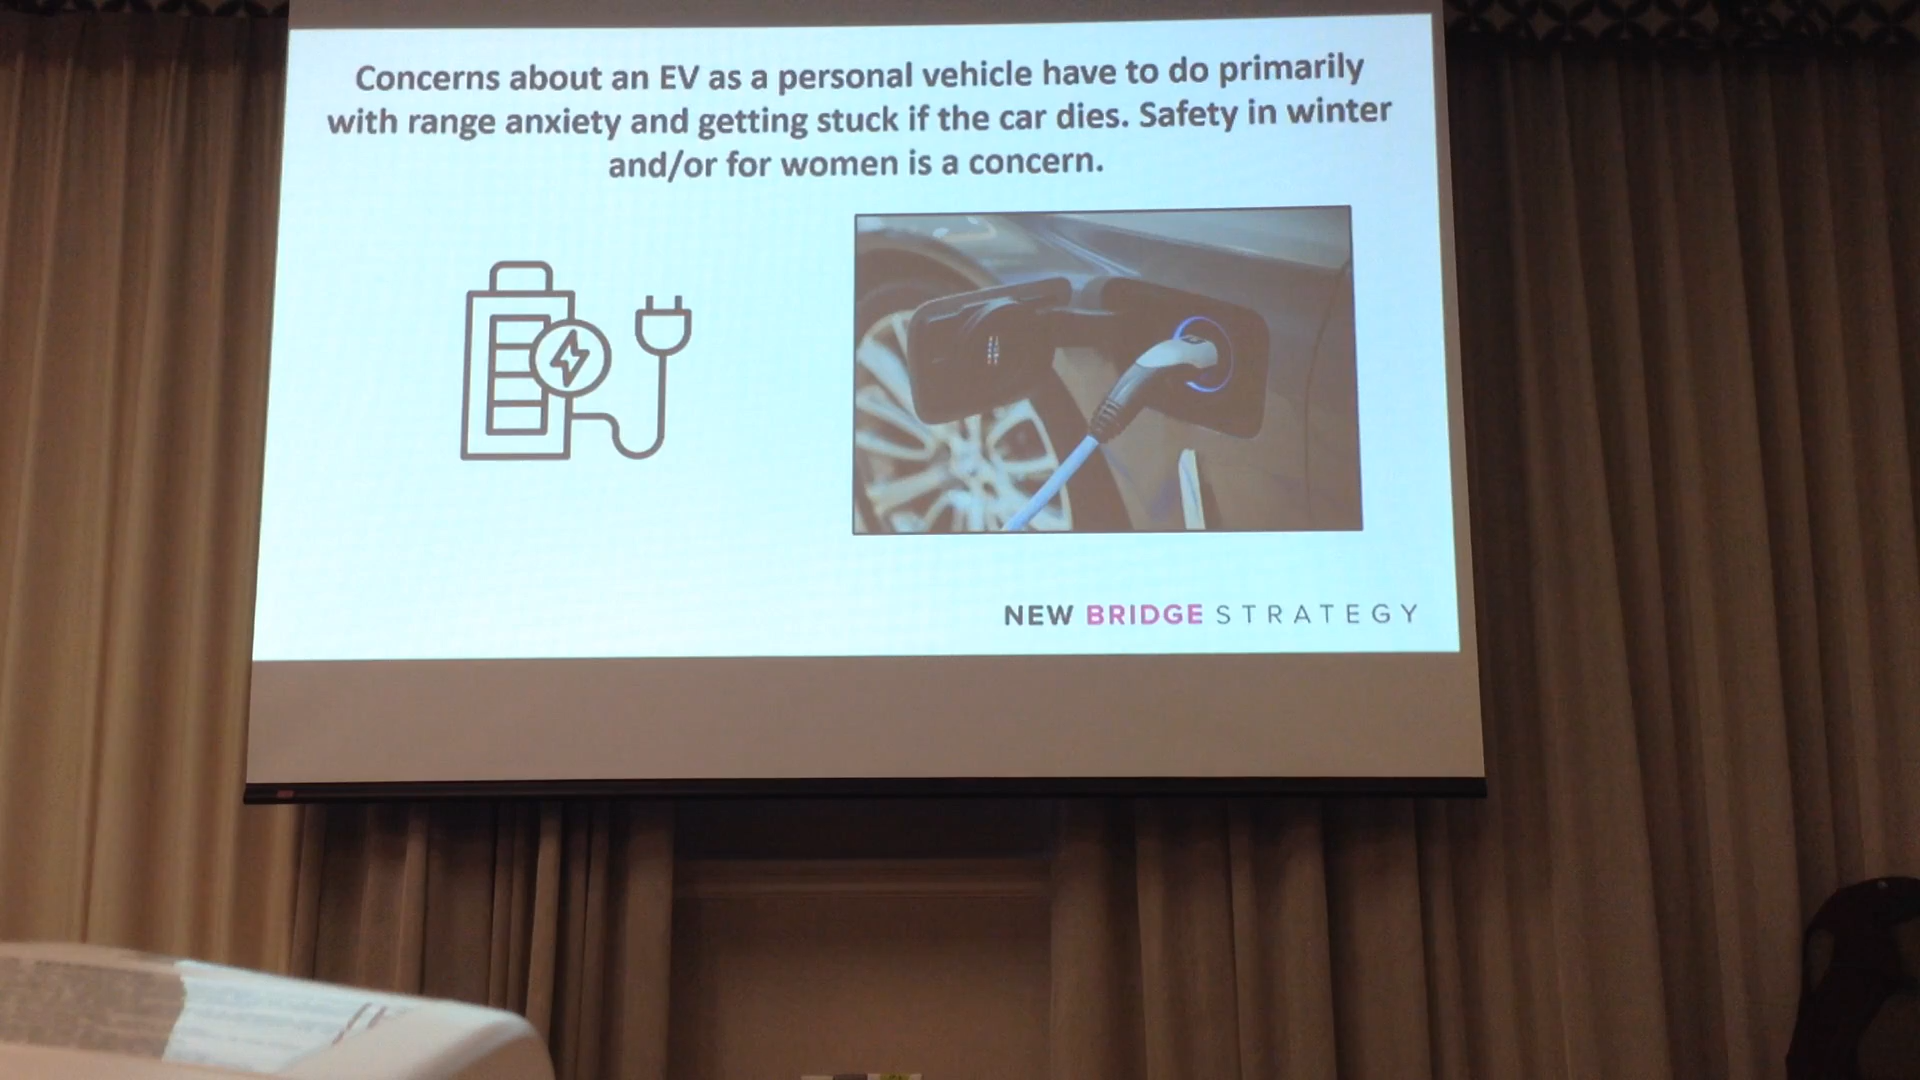 Concerns about an EV as a personal vehicle have to do primarily
with range anxiety and getting stuck if the car dies. Safety in winter
and/or for women is a concern.
NEW BRIDGE STRATEGY